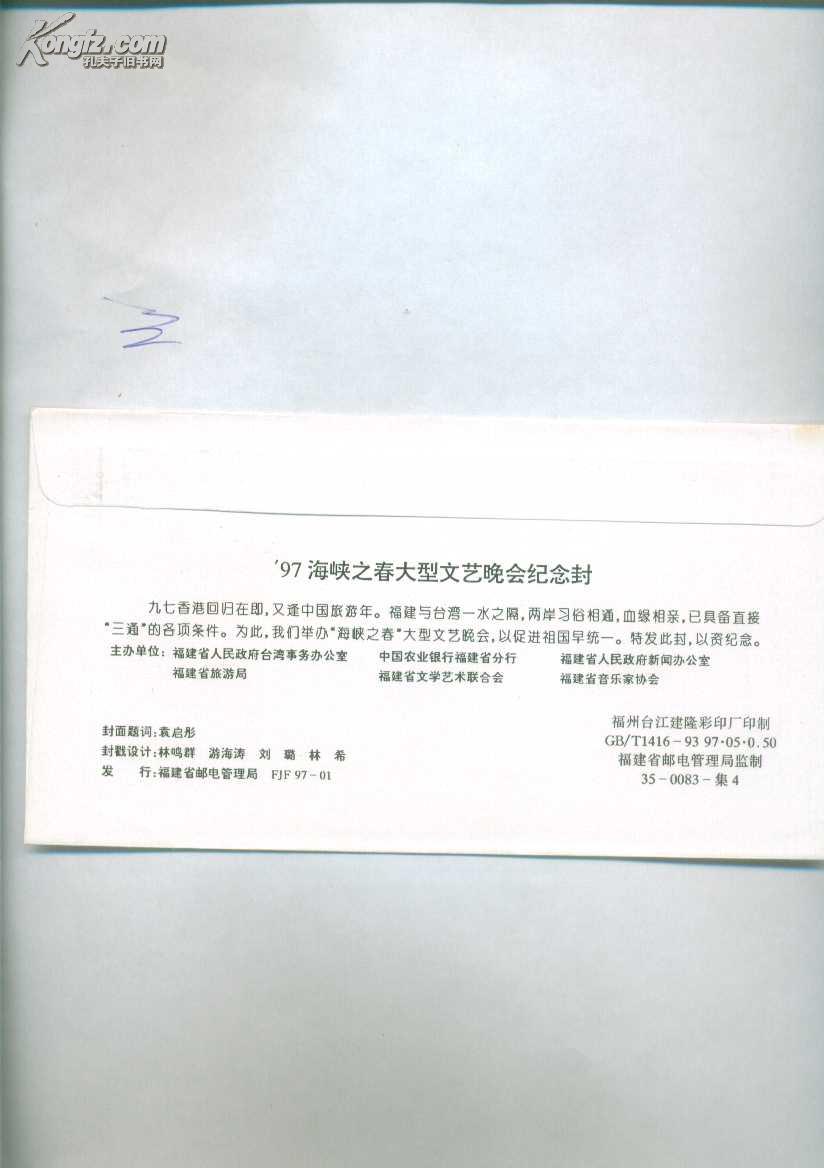 Kongfz.com
孔夫子旧书网
'97 海峡之春大型文艺晚会纪念封
九七香港回归在即,又逢中国旅游年。福建与台湾一水之隔,两岸习俗相通,血缘相亲,已具备直接
“三通”的各项条件。为此,我们举办“海峡之春”大型文艺晚会,以促进祖国早统一。特发此封,以资纪念。
主办单位:福建省人民政府台湾事务办公室 中国农业银行福建省分行 福建省人民政府新闻办公室
福建省旅游局 福建省文学艺术联合会 福建省音乐家协会
封面题词:袁启彤
封戳设计:林鸣群 游海涛 刘璐 林希
发 行:福建省邮电管理局 FJF 97-01
福州台江建隆彩印厂印制
GB/T1416-93 97·05·0.50
福建省邮电管理局监制
35-0083-集4